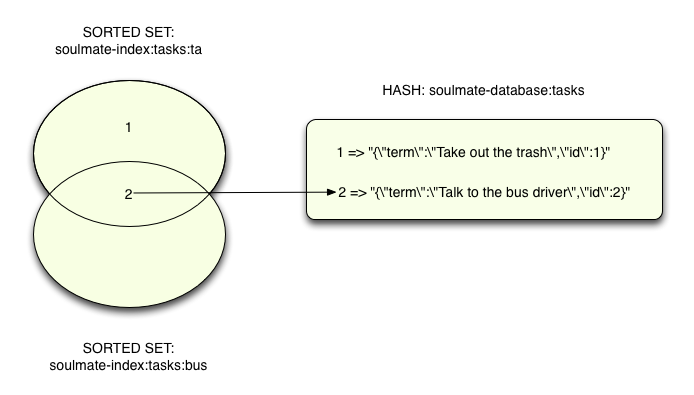 SORTED SET:
soulmate-index:tasks:ta
HASH: soulmate-database:tasks
1
1 => "{\"term\":\"Take out the trash\",\"id\":1}"
2
2 => "{\"term\":\"Talk to the bus driver\",\"id\":2}"
SORTED SET:
soulmate-index:tasks:bus